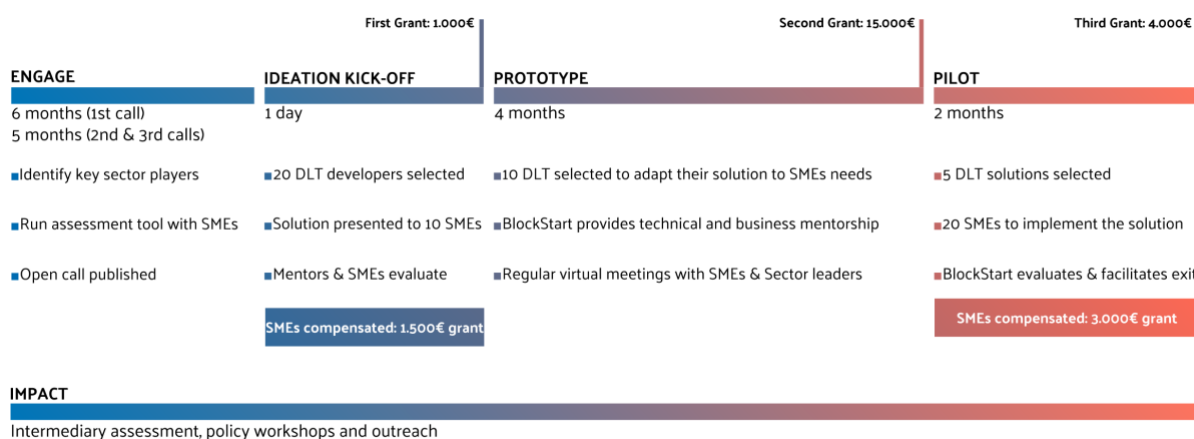 First Grant: 1.000€
Second Grant: 15.000€
Third Grant: 4.000€
ENGAGE
6 months (1st call)
5 months (2nd & 3rd calls)
Identify key sector players
Run assessment tool with SMEs
Open call published
IDEATION KICK-OFF
1 day
20 DLT developers selected
Solution presented to 10 SMEs
Mentors & SMEs evaluate
SMEs compensated: 1.500€ grant
PROTOTYPE
4 months
10 DLT selected to adapt their solution to SMEs needs
BlockStart provides technical and business mentorship
Regular virtual meetings with SMEs & Sector leaders
PILOT
2 months
5 DLT solutions selected
20 SMEs to implement the solution
BlockStart evaluates & facilitates exit
SMEs compensated: 3.000€ grant
IMPACT
Intermediary assessment, policy workshops and outreach